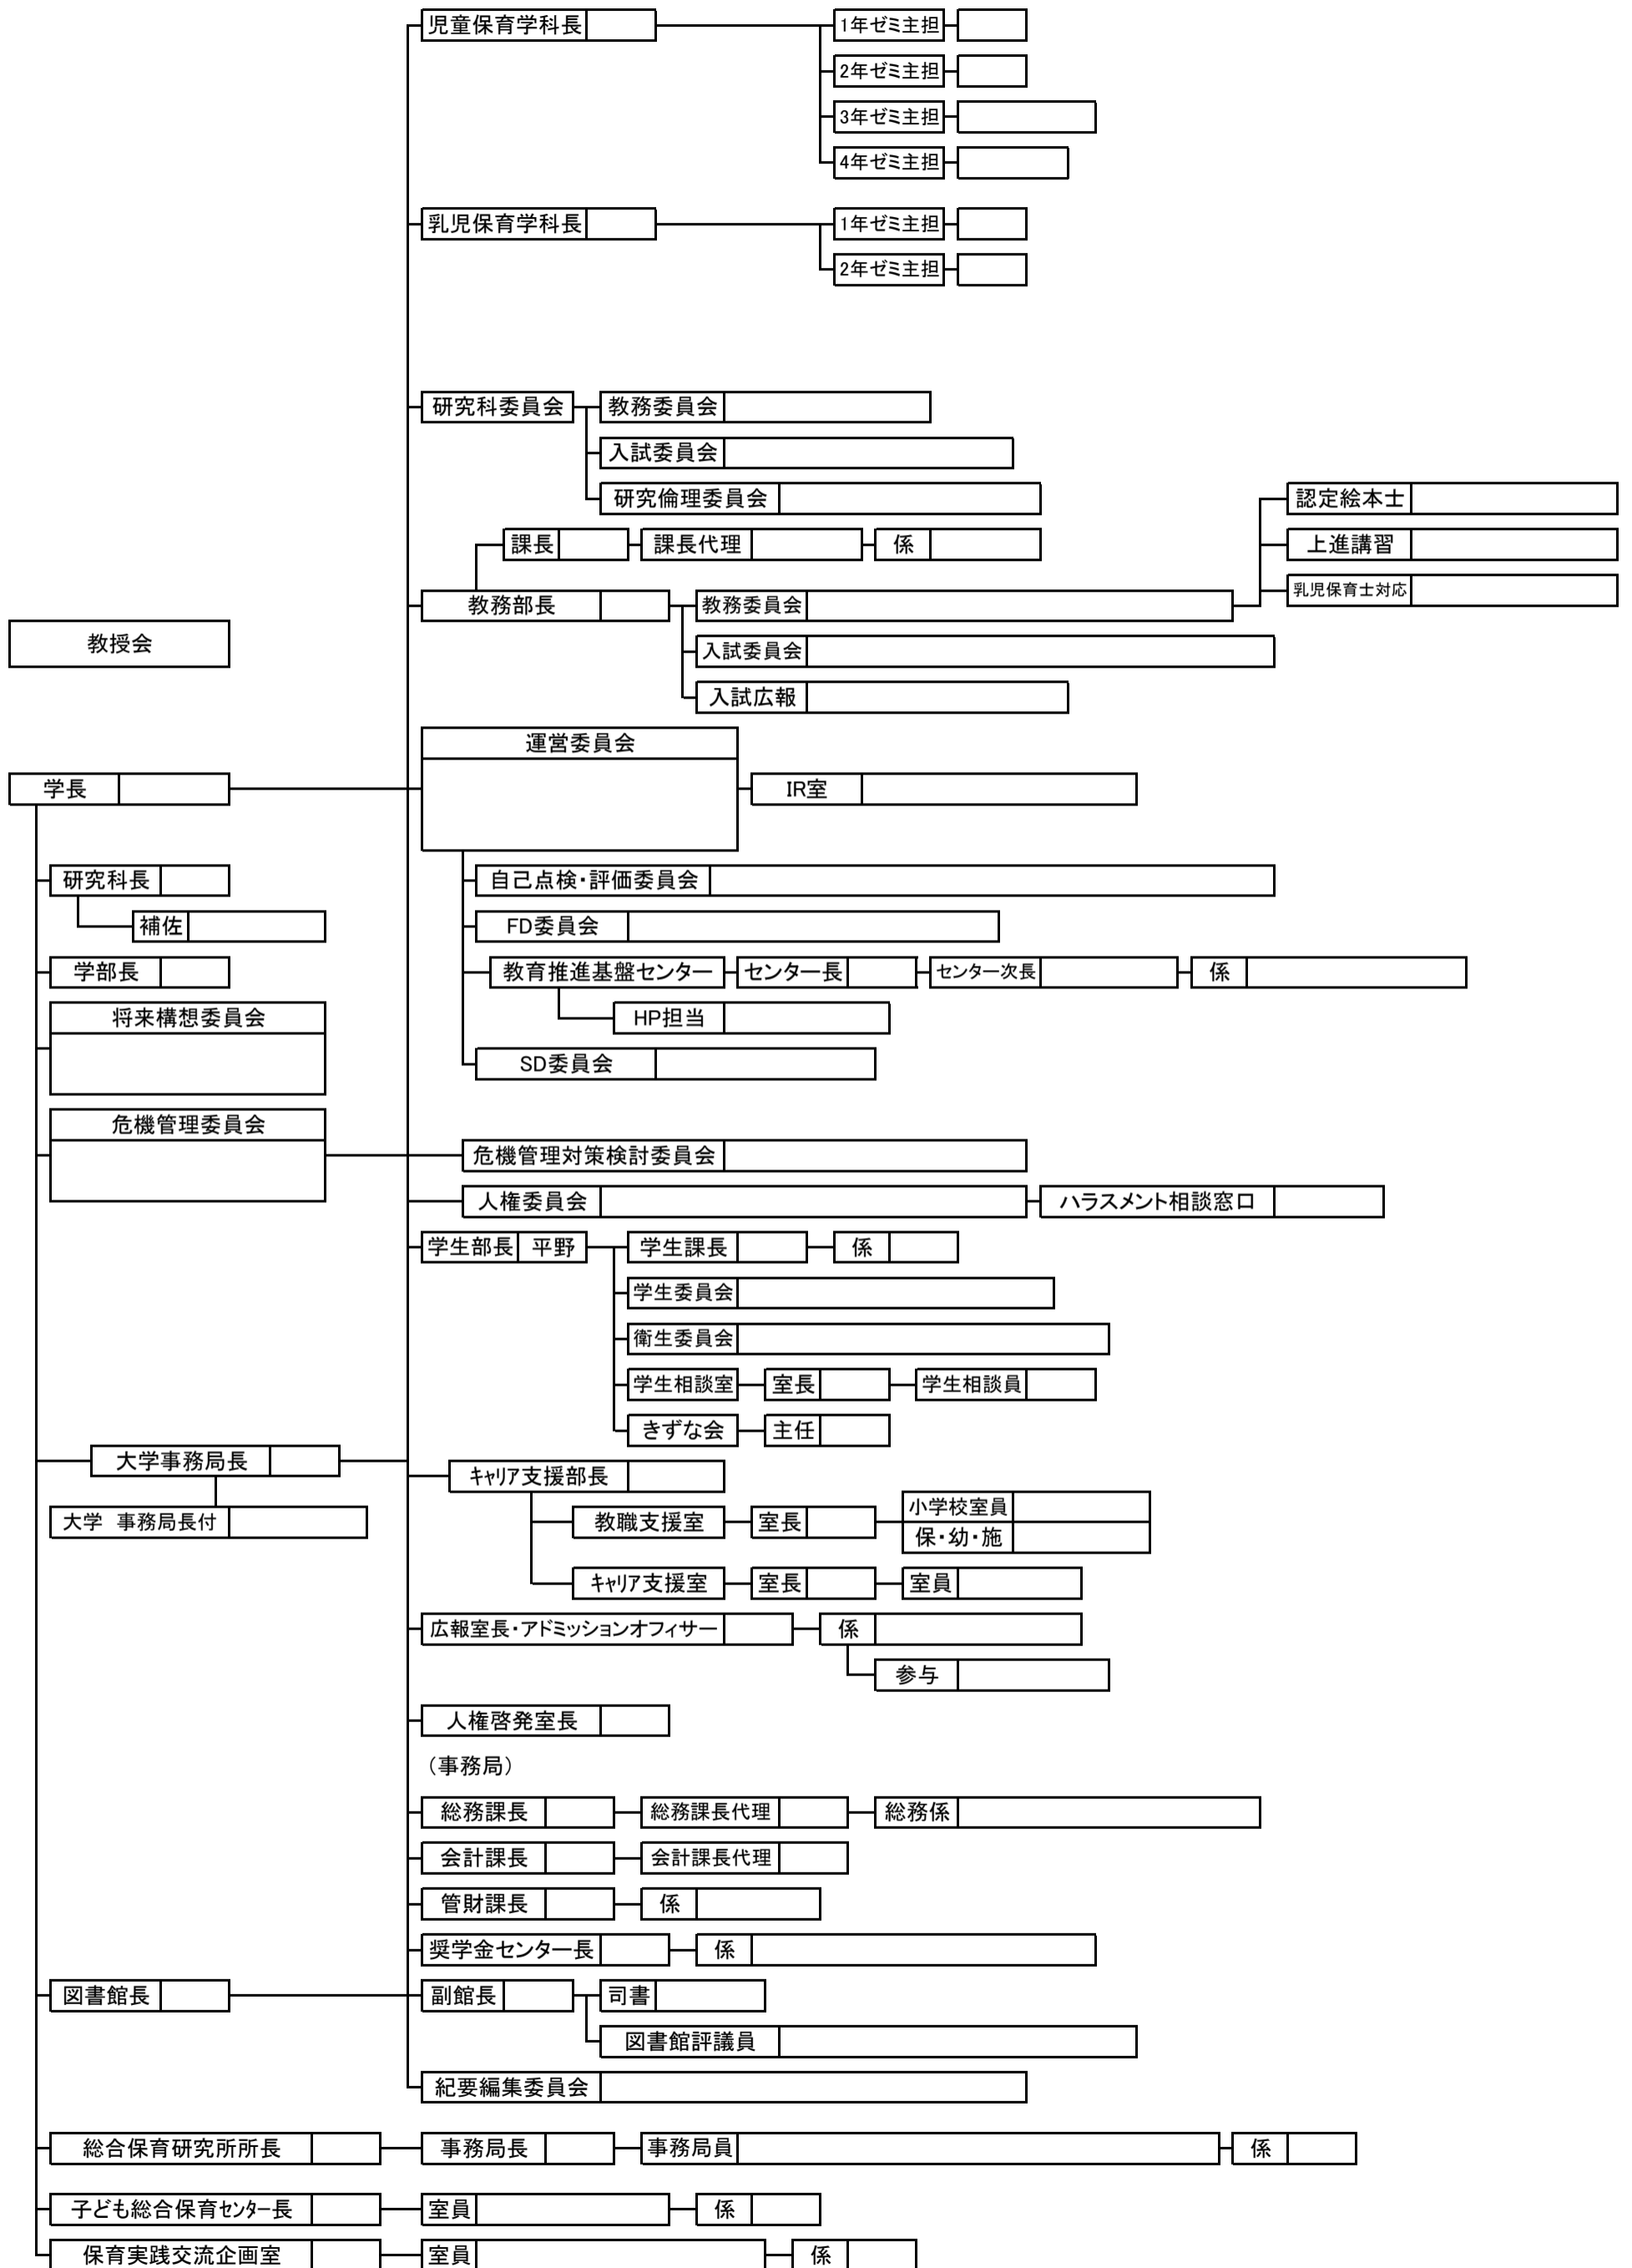 児童保育学科長 1年ゼミ主担
2年ゼミ主担
3年ゼミ主担
4年ゼミ主担
乳児保育学科長 1年ゼミ主担
2年ゼミ主担
研究科委員会 教務委員会
入試委員会
研究倫理委員会 認定絵本士
課長 課長代理 係 上進講習
乳児保育士対応
教務部長 教務委員会
教授会
入試委員会
入試広報
運営委員会
学長 IR室
研究科長 自己点検・評価委員会
補佐 FD委員会
学部長 教育推進基盤センター センター長 センター次長 係
将来構想委員会 HP担当
SD委員会
危機管理委員会
危機管理対策検討委員会
人権委員会 ハラスメント相談窓口
学生部長 平野 学生課長 係
学生委員会
衛生委員会
学生相談室 室長 学生相談員
きずな会 主任
大学事務局長
キャリア支援部長
小学校室員
大学 事務局長付 教職支援室 室長
保・幼・施
キャリア支援室 室長 室員
広報室長・アドミッションオフィサー 係
参与
人権啓発室長
（事務局）
総務課長 総務課長代理 総務係
会計課長 会計課長代理
管財課長 係
奨学金センター長 係
図書館長 副館長 司書
図書館評議員
紀要編集委員会
総合保育研究所所長 事務局長 事務局員 係
子ども総合保育センター長 室員 係
保育実践交流企画室 室員 係